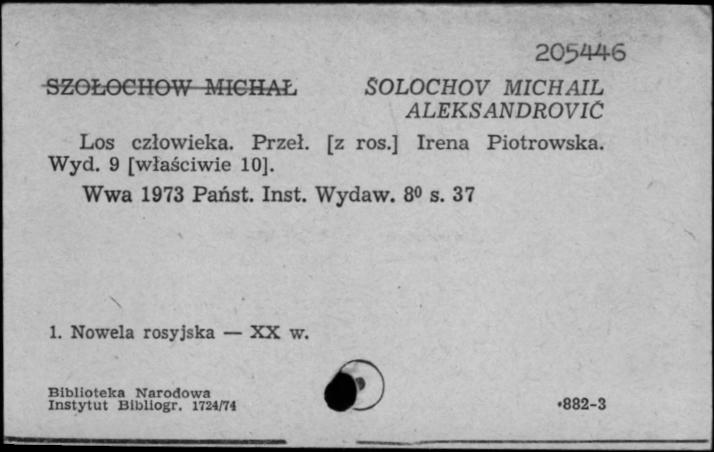 205446
SZOŁOCHOW MICHAŁ ŠOLOCHOV MICHAIL
ALEKSANDROVIČ
Los człowieka. Przeł. [z ros.] Irena Piotrowska.
Wyd. 9 [właściwie 10].
Wwa 1973 Państ. Inst. Wydaw. 8⁰ s. 37
1. Nowela rosyjska — XX w.
Biblioteka Narodowa
Instytut Bibliogr. 1724/74
•882-3